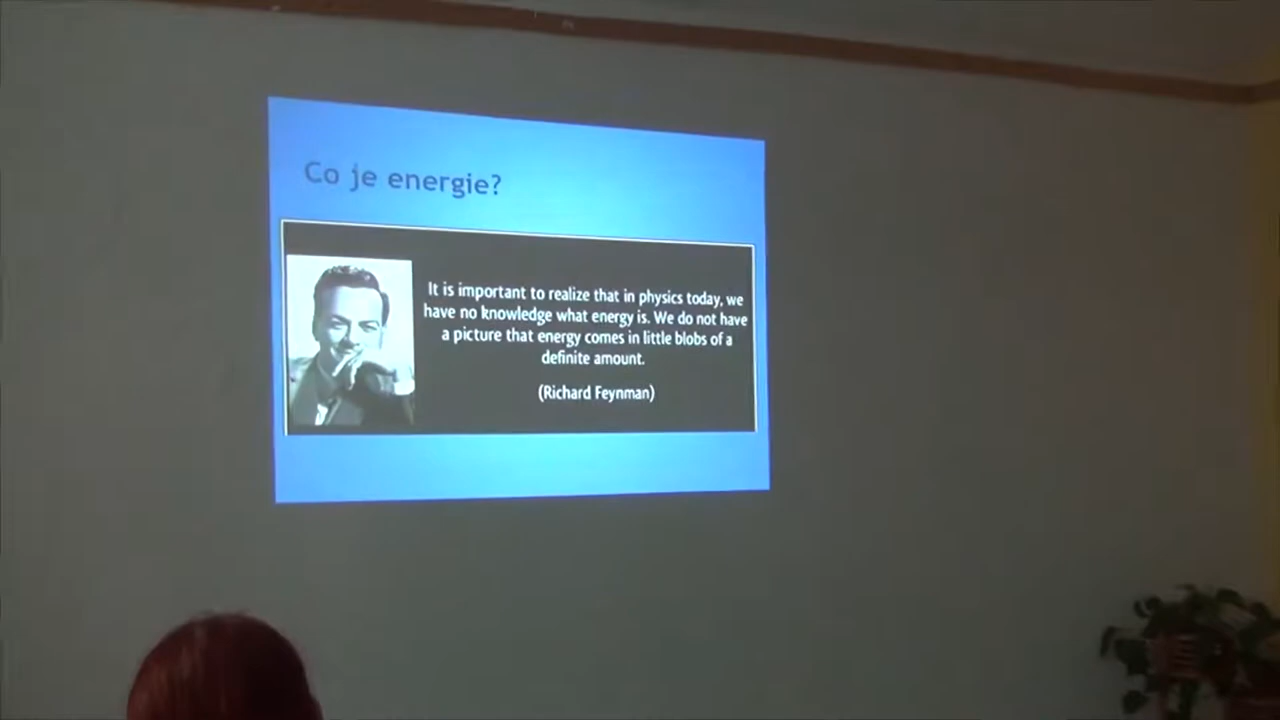 Co je energie?
It is important to realize that in physics today, we
have no knowledge what energy is. We do not have
a picture that energy comes in little blobs of a
definite amount.
(Richard Feynman)